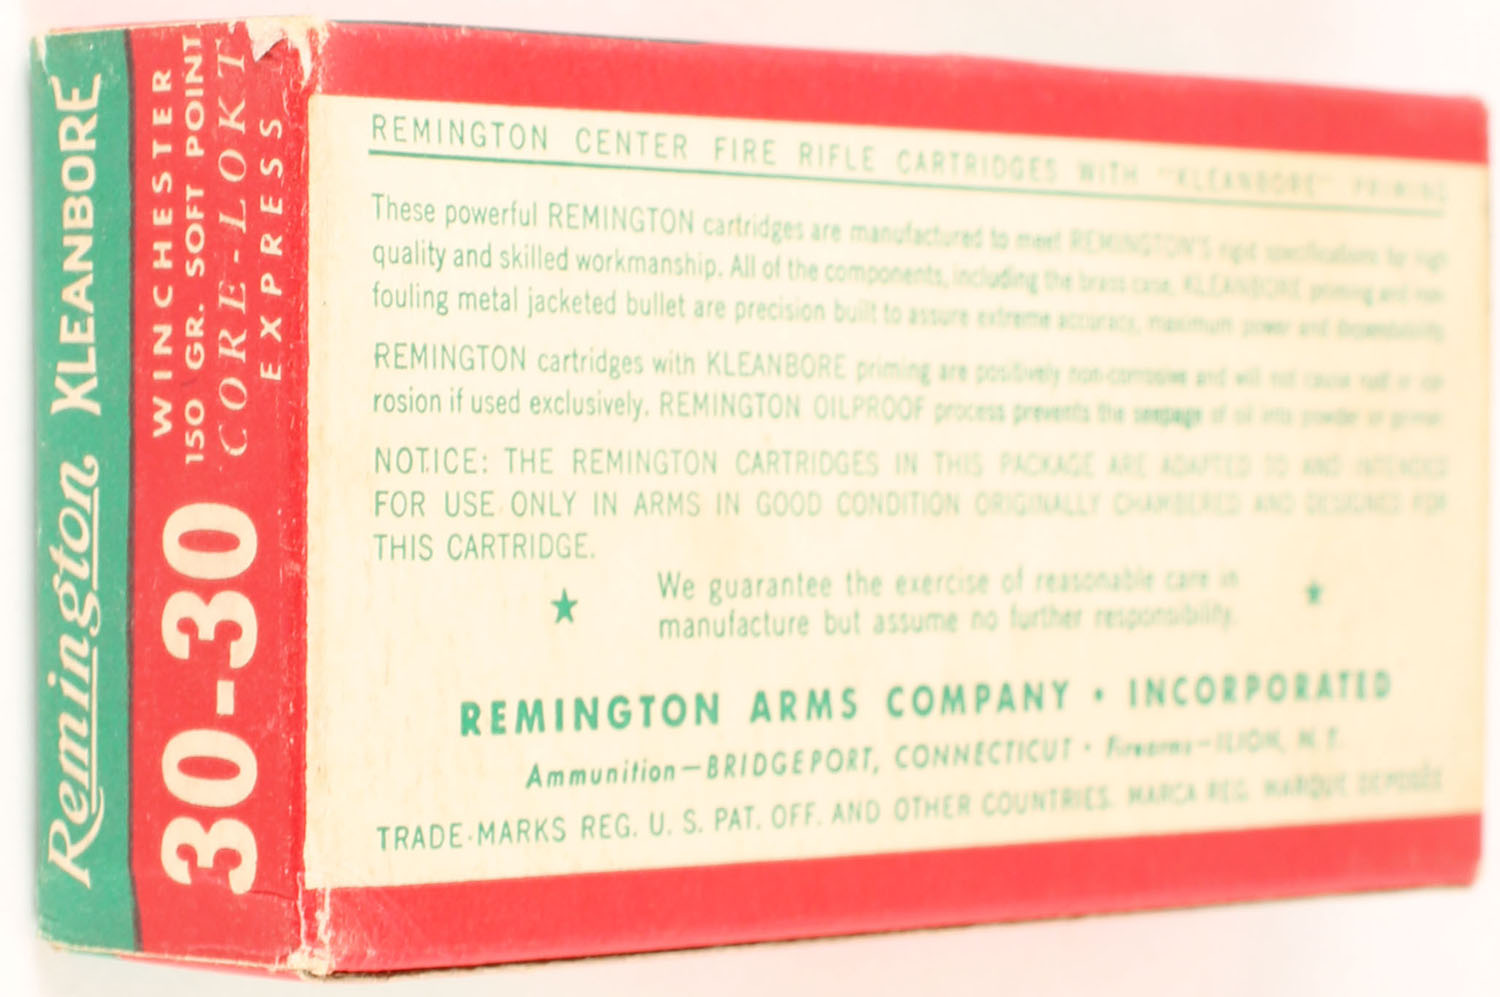 Remington KLEANBORE
30-30 WINCHESTER
150 GR. SOFT POINT
CORE-LOKT
EXPRESS
REMINGTON CENTER FIRE RIFLE CARTRIDGES WITH "KLEANBORE" PRIMING
These powerful REMINGTON cartridges are manufactured to meet REMINGTON'S rigid specifications for high
quality and skilled workmanship. All of the components, including the brass case, KLEANBORE priming and non-
fouling metal jacketed bullet are precision built to assure extreme accuracy, maximum power and dependability.
REMINGTON cartridges with KLEANBORE priming are positively non-corrosive and will not cause rust or cor-
rosion if used exclusively. REMINGTON OILPROOF process prevents the seepage of oil into powder or primer.
NOTICE: THE REMINGTON CARTRIDGES IN THIS PACKAGE ARE ADAPTED TO AND INTENDED
FOR USE ONLY IN ARMS IN GOOD CONDITION ORIGINALLY CHAMBERED AND DESIGNED FOR
THIS CARTRIDGE.
★ We guarantee the exercise of reasonable care in ★
manufacture but assume no further responsibility.
REMINGTON ARMS COMPANY • INCORPORATED
Ammunition—BRIDGEPORT, CONNECTICUT • Firearms—ILION, N. Y.
TRADE-MARKS REG. U. S. PAT. OFF. AND OTHER COUNTRIES. MARCA REG. MARQUE DEPOSÉE